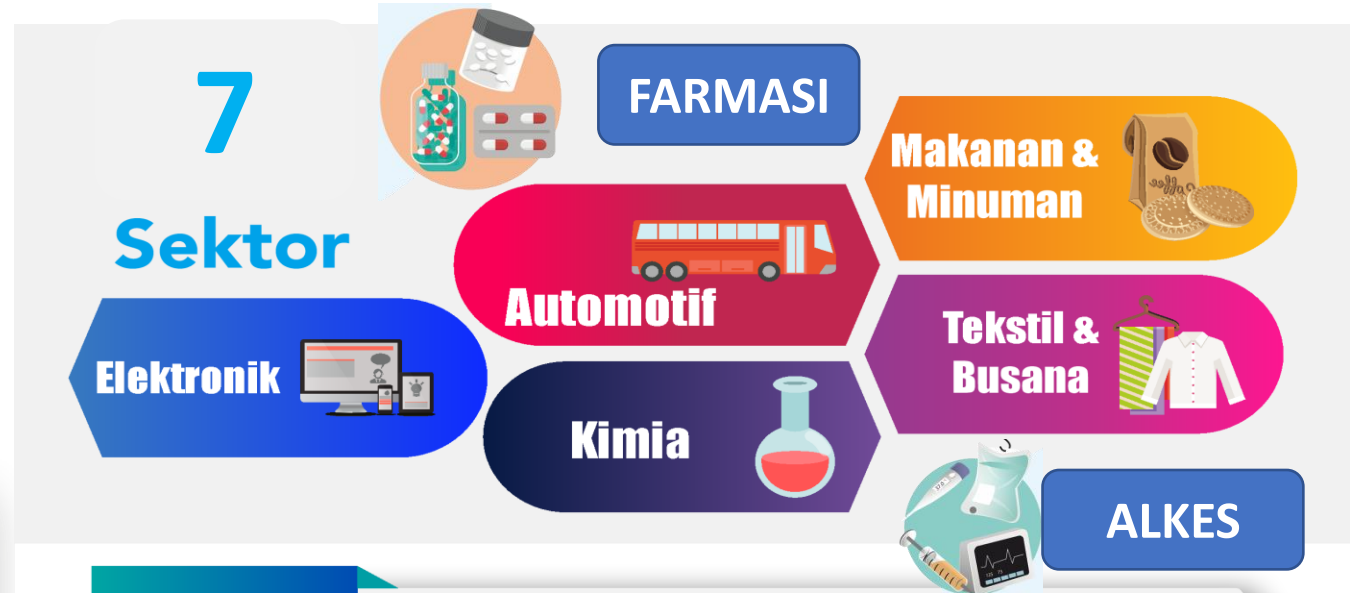 7
Sektor
FARMASI
Makanan &
Minuman
Automotif
Elektronik
Tekstil &
Busana
Kimia
ALKES